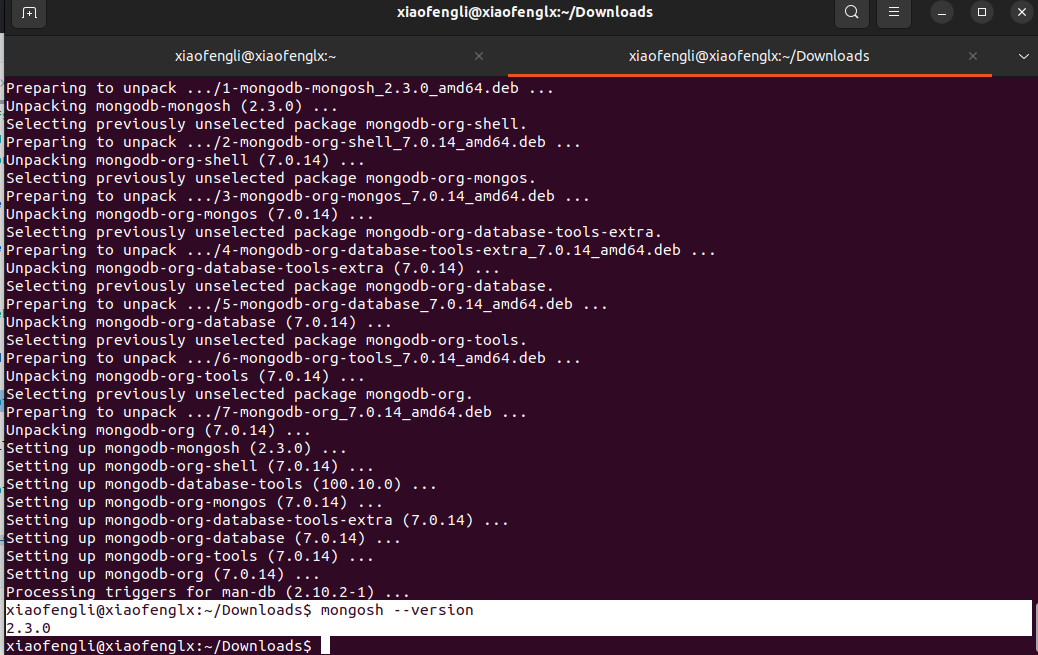 xiaofengli@xiaofenglx:~/Downloads
xiaofengli@xiaofenglx:~
xiaofengli@xiaofenglx:~/Downloads
Preparing to unpack .../1-mongodb-mongosh_2.3.0_amd64.deb ...
Unpacking mongodb-mongosh (2.3.0) ...
Selecting previously unselected package mongodb-org-shell.
Preparing to unpack .../2-mongodb-org-shell_7.0.14_amd64.deb ...
Unpacking mongodb-org-shell (7.0.14) ...
Selecting previously unselected package mongodb-org-mongos.
Preparing to unpack .../3-mongodb-org-mongos_7.0.14_amd64.deb ...
Unpacking mongodb-org-mongos (7.0.14) ...
Selecting previously unselected package mongodb-org-database-tools-extra.
Preparing to unpack .../4-mongodb-org-database-tools-extra_7.0.14_amd64.deb ...
Unpacking mongodb-org-database-tools-extra (7.0.14) ...
Selecting previously unselected package mongodb-org-database.
Preparing to unpack .../5-mongodb-org-database_7.0.14_amd64.deb ...
Unpacking mongodb-org-database (7.0.14) ...
Selecting previously unselected package mongodb-org-tools.
Preparing to unpack .../6-mongodb-org-tools_7.0.14_amd64.deb ...
Unpacking mongodb-org-tools (7.0.14) ...
Selecting previously unselected package mongodb-org.
Preparing to unpack .../7-mongodb-org_7.0.14_amd64.deb ...
Unpacking mongodb-org (7.0.14) ...
Setting up mongodb-mongosh (2.3.0) ...
Setting up mongodb-org-shell (7.0.14) ...
Setting up mongodb-database-tools (100.10.0) ...
Setting up mongodb-org-mongos (7.0.14) ...
Setting up mongodb-org-database-tools-extra (7.0.14) ...
Setting up mongodb-org-database (7.0.14) ...
Setting up mongodb-org-tools (7.0.14) ...
Setting up mongodb-org (7.0.14) ...
Processing triggers for man-db (2.10.2-1) ...
xiaofengli@xiaofenglx:~/Downloads$ mongosh --version
2.3.0
xiaofengli@xiaofenglx:~/Downloads$